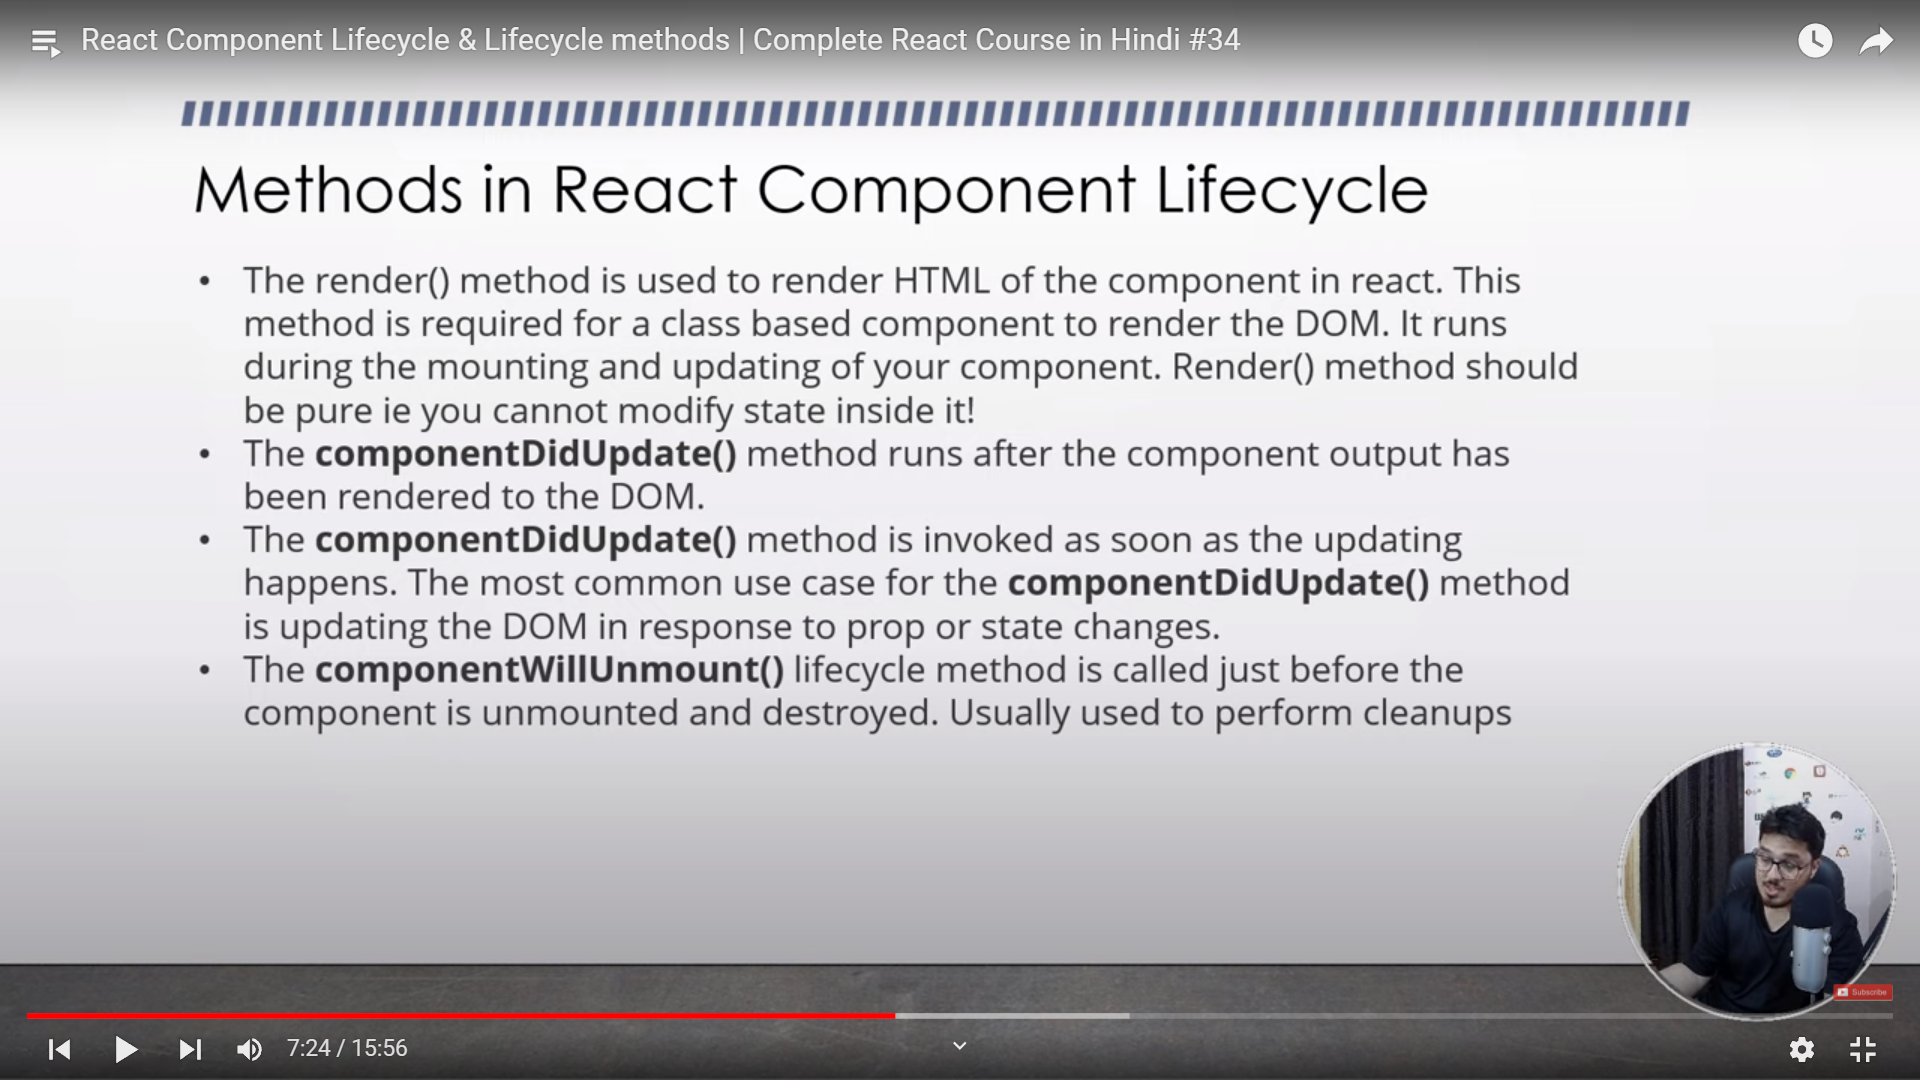 React Component Lifecycle & Lifecycle methods | Complete React Course in Hindi #34
Methods in React Component Lifecycle
• The render() method is used to render HTML of the component in react. This
method is required for a class based component to render the DOM. It runs
during the mounting and updating of your component. Render() method should
be pure ie you cannot modify state inside it!
• The componentDidUpdate() method runs after the component output has
been rendered to the DOM.
• The componentDidUpdate() method is invoked as soon as the updating
happens. The most common use case for the componentDidUpdate() method
is updating the DOM in response to prop or state changes.
• The componentWillUnmount() lifecycle method is called just before the
component is unmounted and destroyed. Usually used to perform cleanups
Subscribe
7:24 / 15:56